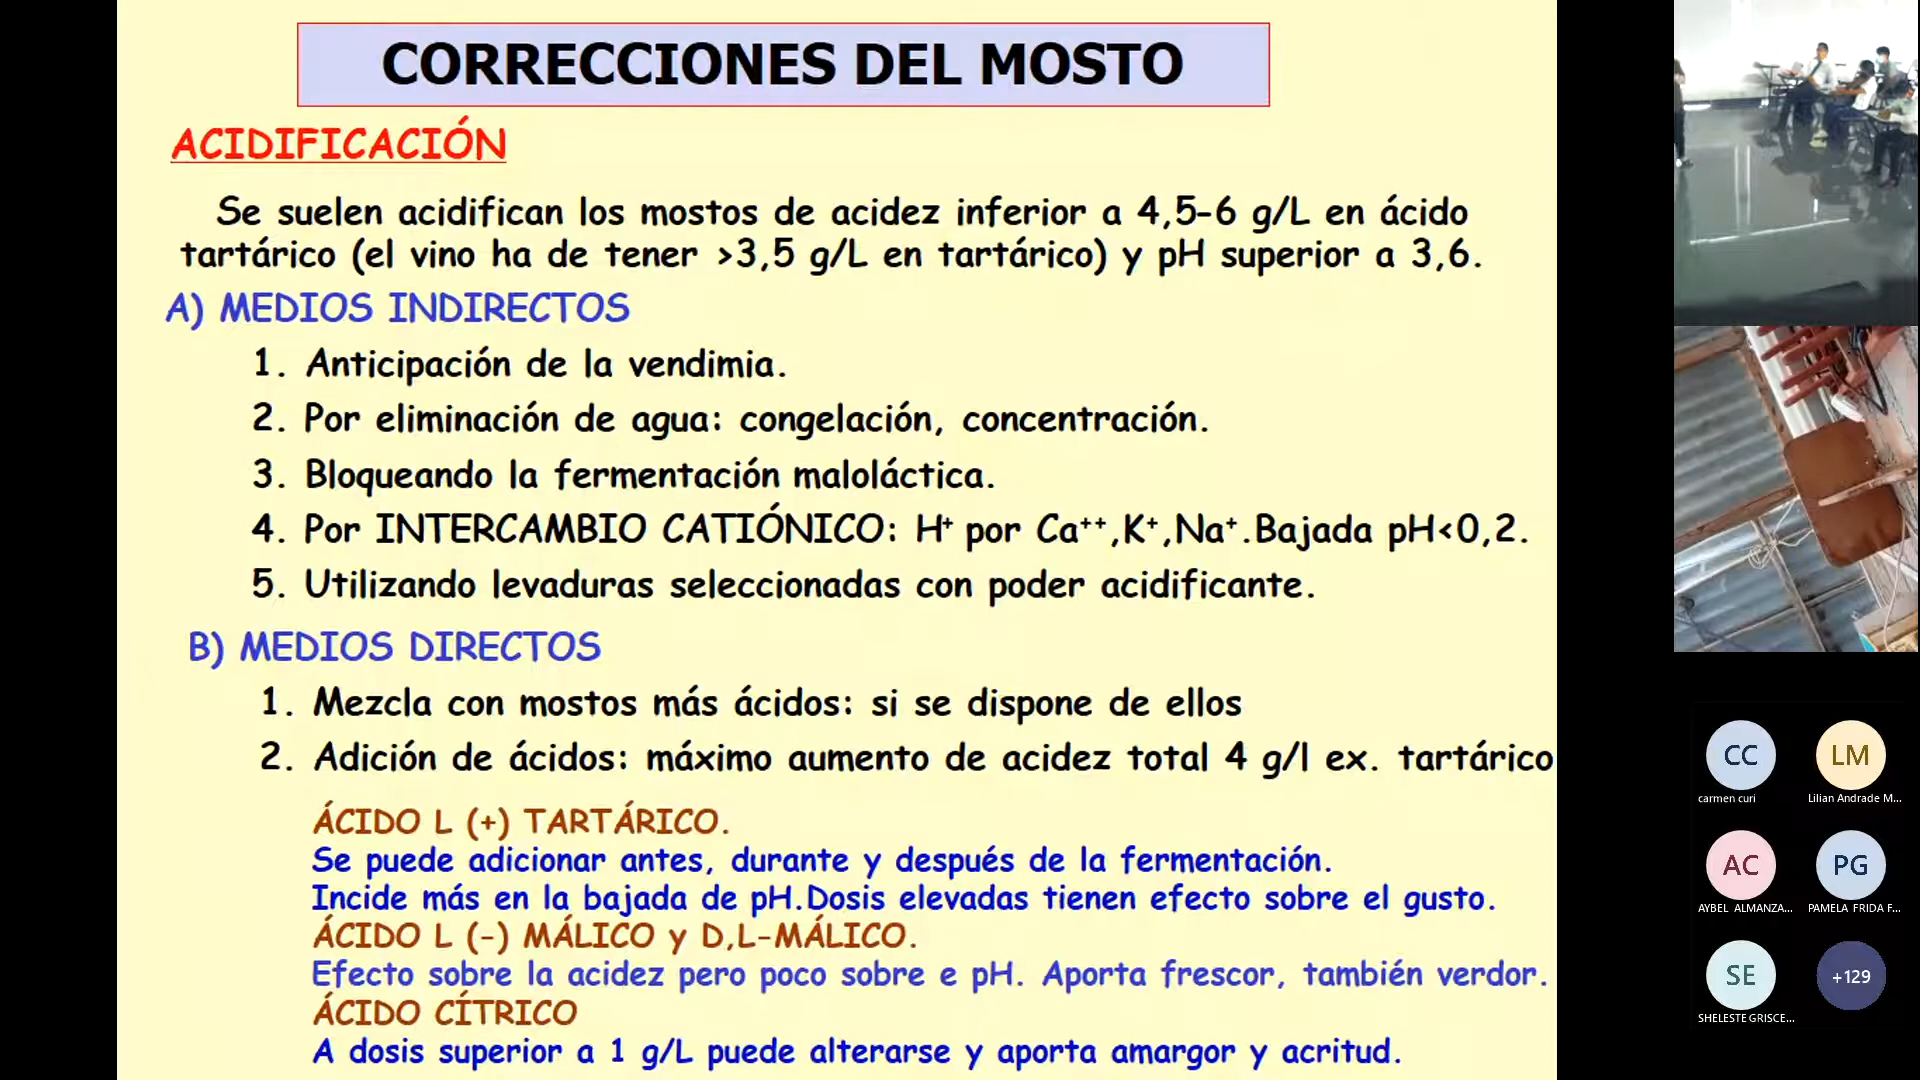 CORRECCIONES DEL MOSTO
ACIDIFICACIÓN
Se suelen acidifican los mostos de acidez inferior a 4,5-6 g/L en ácido
tartárico (el vino ha de tener >3,5 g/L en tartárico) y pH superior a 3,6.
A) MEDIOS INDIRECTOS
1. Anticipación de la vendimia.
2. Por eliminación de agua: congelación, concentración.
3. Bloqueando la fermentación maloláctica.
4. Por INTERCAMBIO CATIÓNICO: H⁺ por Ca⁺⁺,K⁺,Na⁺.Bajada pH<0,2.
5. Utilizando levaduras seleccionadas con poder acidificante.
B) MEDIOS DIRECTOS
1. Mezcla con mostos más ácidos: si se dispone de ellos
2. Adición de ácidos: máximo aumento de acidez total 4 g/l ex. tartárico
ÁCIDO L (+) TARTÁRICO.
Se puede adicionar antes, durante y después de la fermentación.
Incide más en la bajada de pH.Dosis elevadas tienen efecto sobre el gusto.
ÁCIDO L (-) MÁLICO y D,L-MÁLICO.
Efecto sobre la acidez pero poco sobre e pH. Aporta frescor, también verdor.
ÁCIDO CÍTRICO
A dosis superior a 1 g/L puede alterarse y aporta amargor y acritud.
CC
carmen curi
LM
Lilian Andrade M...
AC
AYBEL ALMANZA...
PG
PAMELA FRIDA F...
SE
SHELESTE GRISCE...
+129